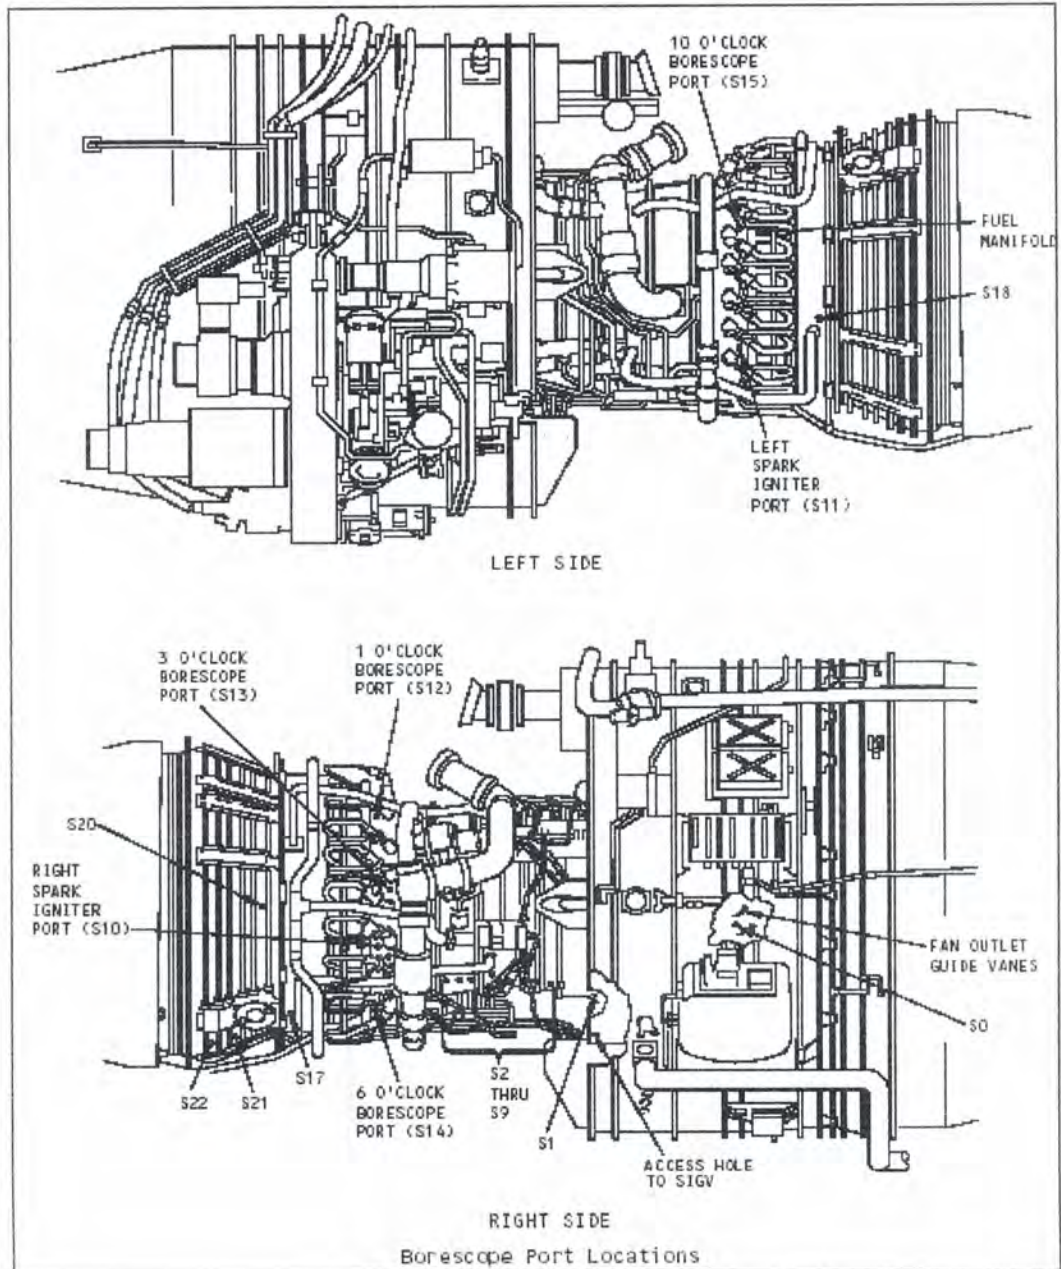 10 O'CLOCK
BORESCOPE
PORT (S15)
FUEL
MANIFOLD
S18
LEFT
SPARK
IGNITER
PORT (S11)
LEFT SIDE
3 O'CLOCK
BORESCOPE
PORT (S13)
1 O'CLOCK
BORESCOPE
PORT (S12)
S20
RIGHT
SPARK
IGNITER
PORT (S10)
FAN OUTLET
GUIDE VANES
S0
S22
S21
S17
6 O'CLOCK
BORESCOPE
PORT (S14)
S2
THRU
S9
S1
ACCESS HOLE
TO SIGV
RIGHT SIDE
Borescope Port Locations